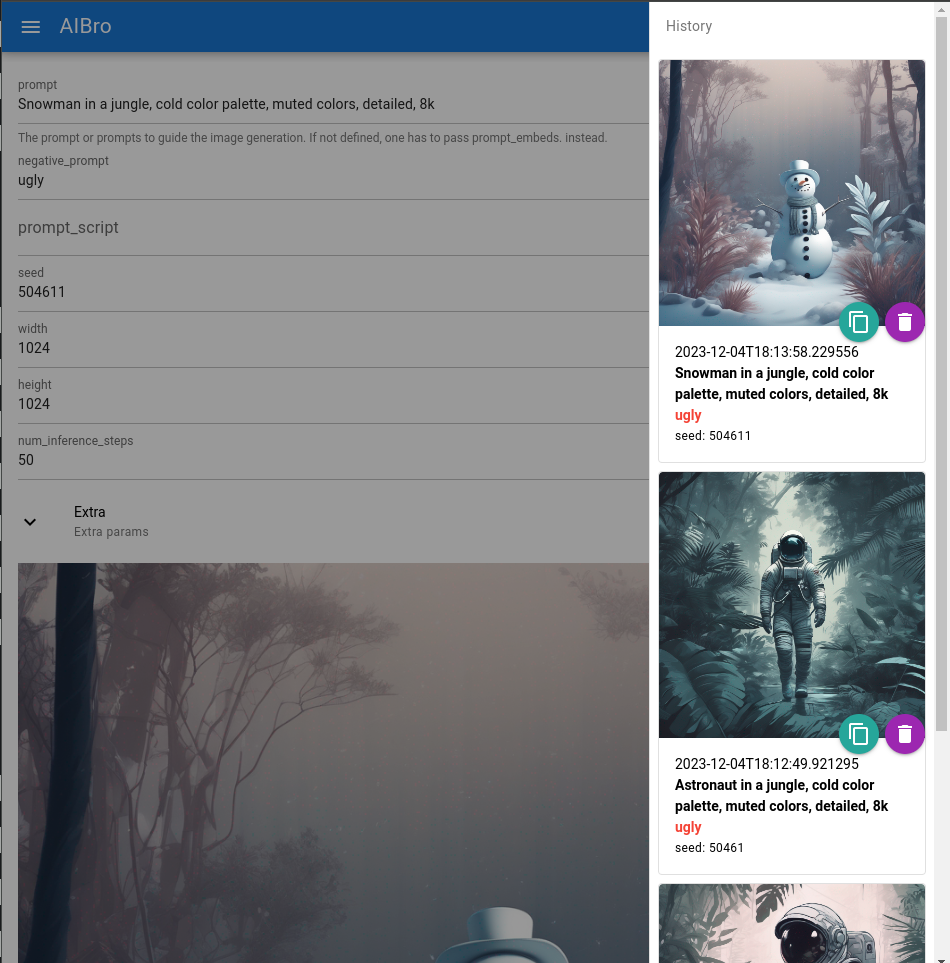 AIBro
prompt
Snowman in a jungle, cold color palette, muted colors, detailed, 8k
The prompt or prompts to guide the image generation. If not defined, one has to pass prompt_embeds. instead.
negative_prompt
ugly
prompt_script
seed
504611
width
1024
height
1024
num_inference_steps
50
Extra
Extra params
History
2023-12-04T18:13:58.229556
Snowman in a jungle, cold color
palette, muted colors, detailed, 8k
ugly
seed: 504611
2023-12-04T18:12:49.921295
Astronaut in a jungle, cold color
palette, muted colors, detailed, 8k
ugly
seed: 50461